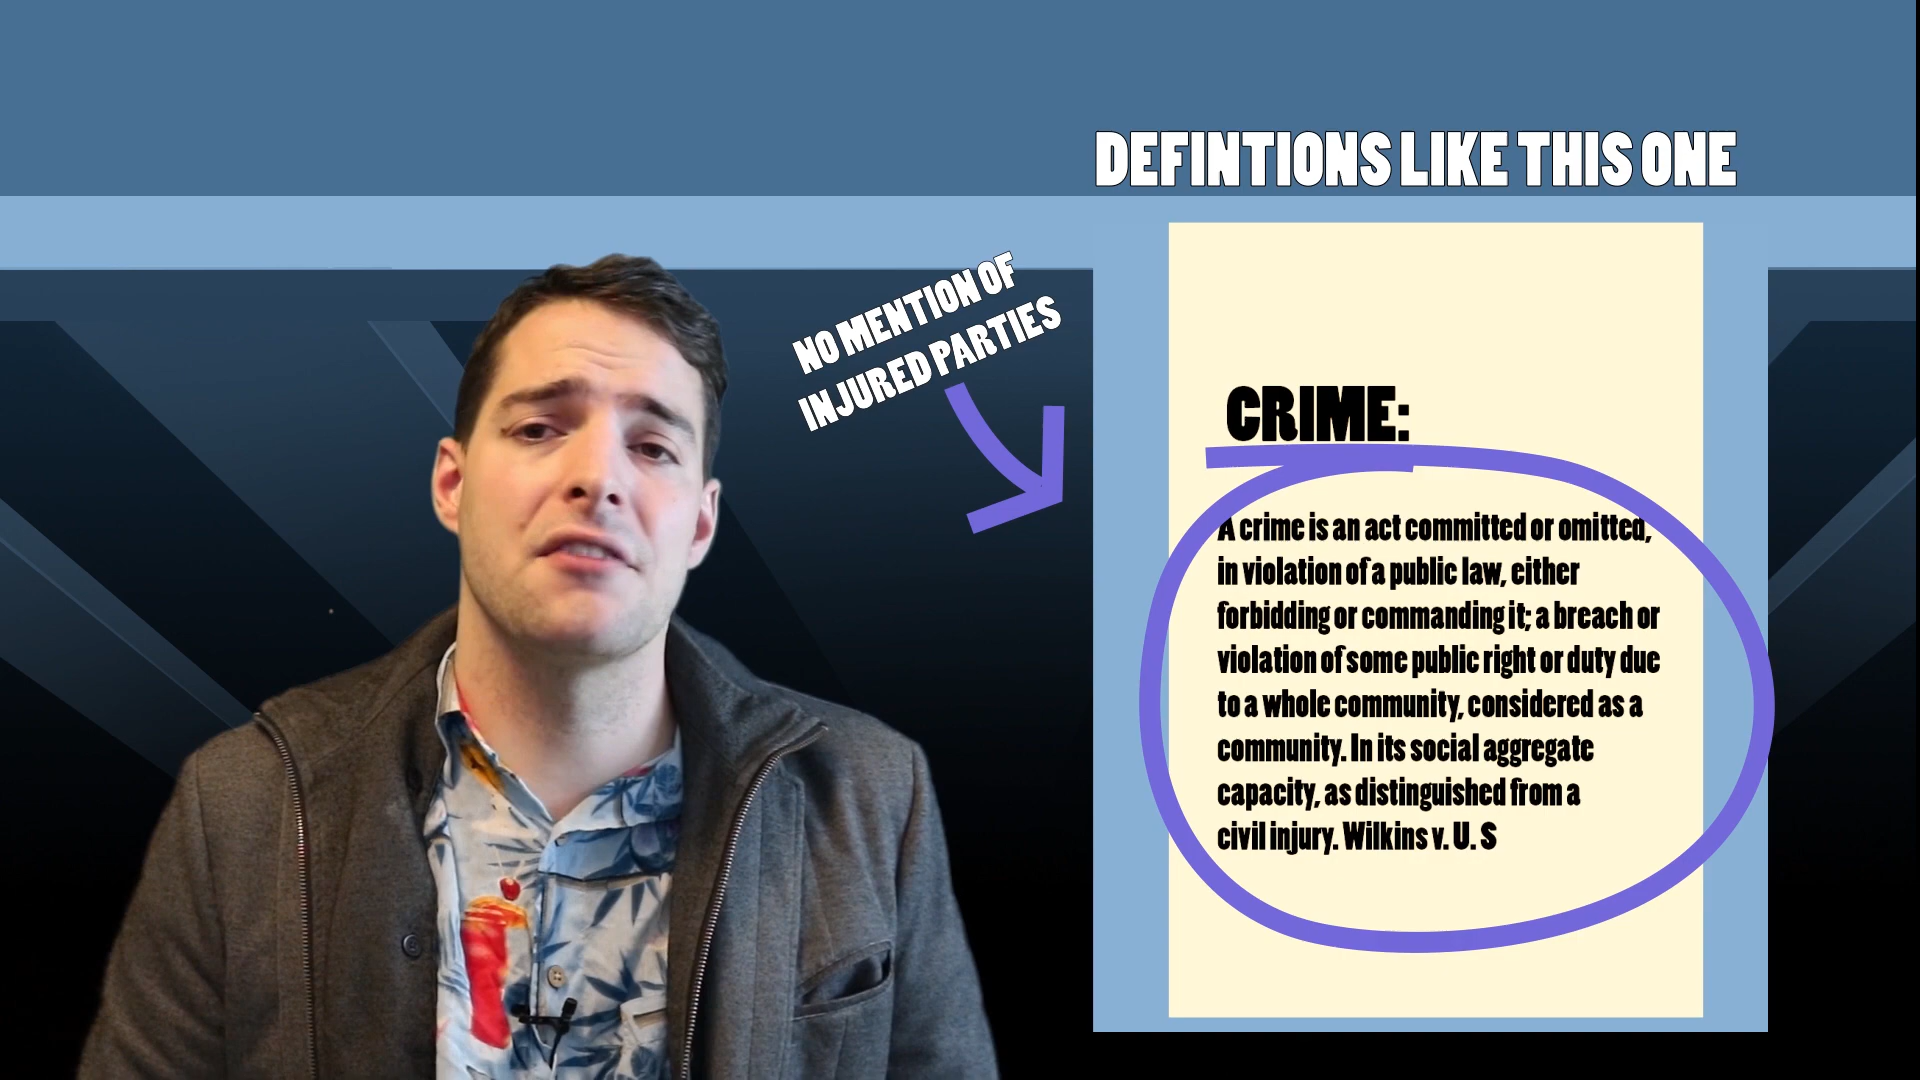 DEFINTIONS LIKE THIS ONE
NO MENTION OF
INJURED PARTIES
CRIME:
A crime is an act committed or omitted,
in violation of a public law, either
forbidding or commanding it; a breach or
violation of some public right or duty due
to a whole community, considered as a
community. In its social aggregate
capacity, as distinguished from a
civil injury. Wilkins v. U. S